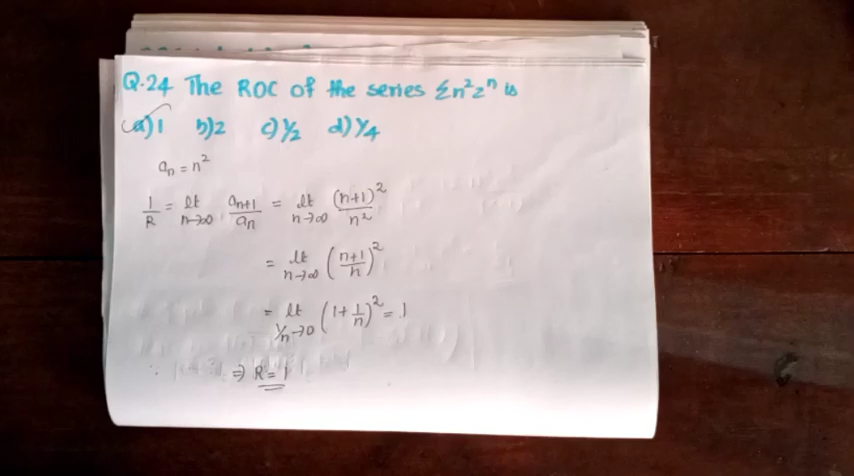 Q.24 The ROC of the series Σn²zⁿ is
a) 1 b) 2 c) 1/2 d) 1/4
aₙ = n²
1/R = lt n→∞ aₙ₊₁/aₙ = lt n→∞ (n+1)²/n²
= lt n→∞ ((n+1)/n)²
= lt 1/n→0 (1+1/n)² = 1
⇒ R = 1